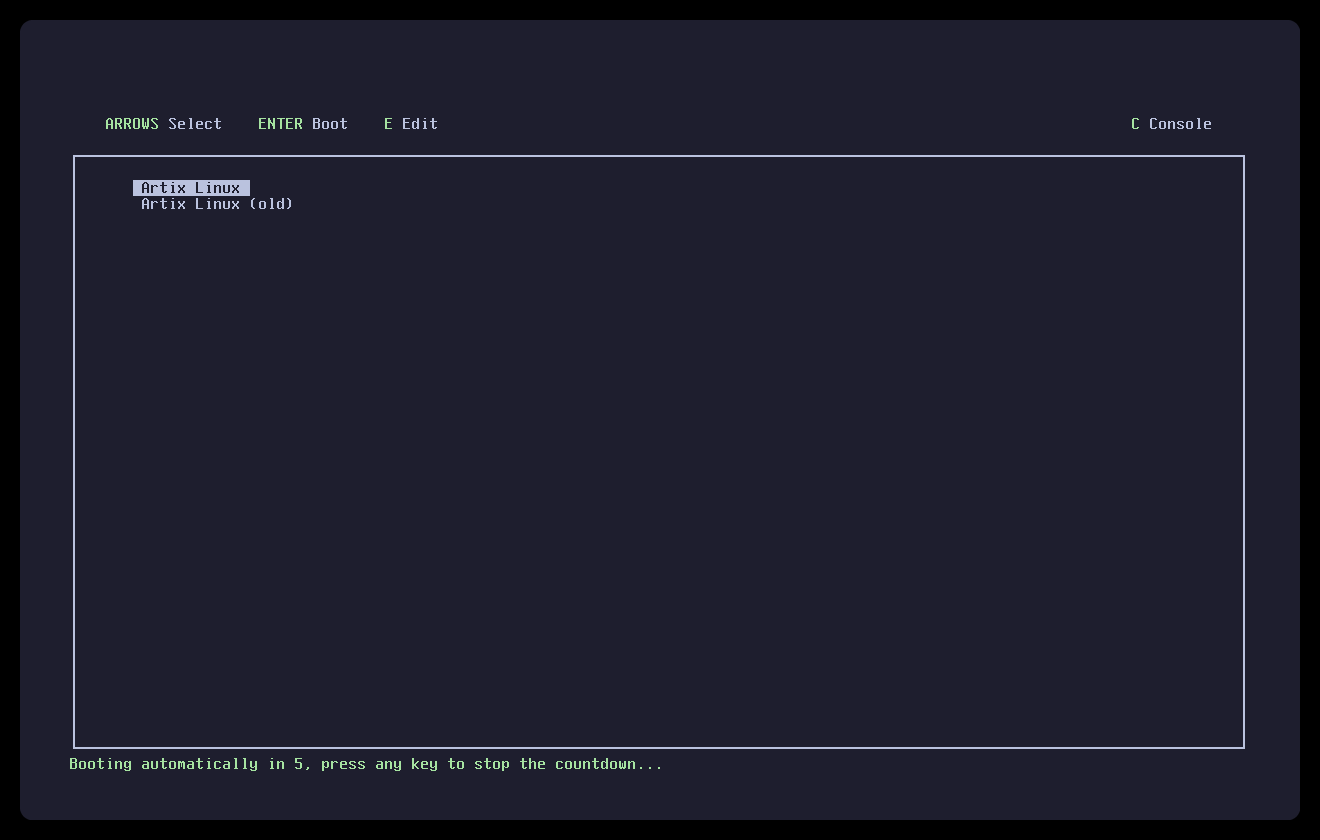 ARROWS Select    ENTER Boot    E Edit    C Console
Artix Linux
Artix Linux (old)
Booting automatically in 5, press any key to stop the countdown...